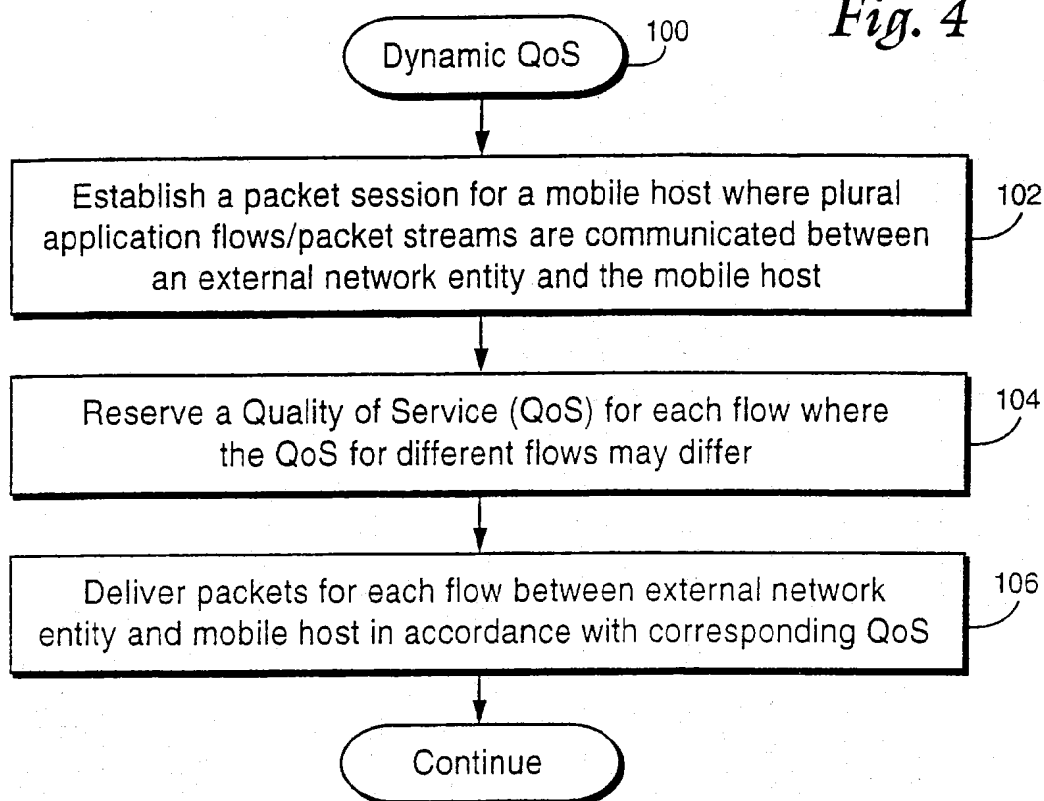 Fig. 4
Dynamic QoS
100
Establish a packet session for a mobile host where plural
application flows/packet streams are communicated between
an external network entity and the mobile host
102
Reserve a Quality of Service (QoS) for each flow where
the QoS for different flows may differ
104
Deliver packets for each flow between external network
entity and mobile host in accordance with corresponding QoS
106
Continue